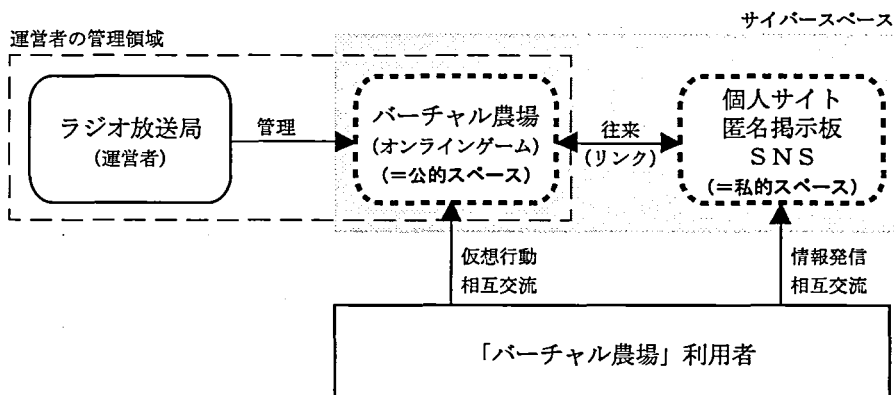 サイバースペース
運営者の管理領域
ラジオ放送局
(運営者)
管理
バーチャル農場
(オンラインゲーム)
(＝公的スペース)
往来
(リンク)
個人サイト
匿名掲示板
ＳＮＳ
(＝私的スペース)
仮想行動
相互交流
情報発信
相互交流
「バーチャル農場」利用者